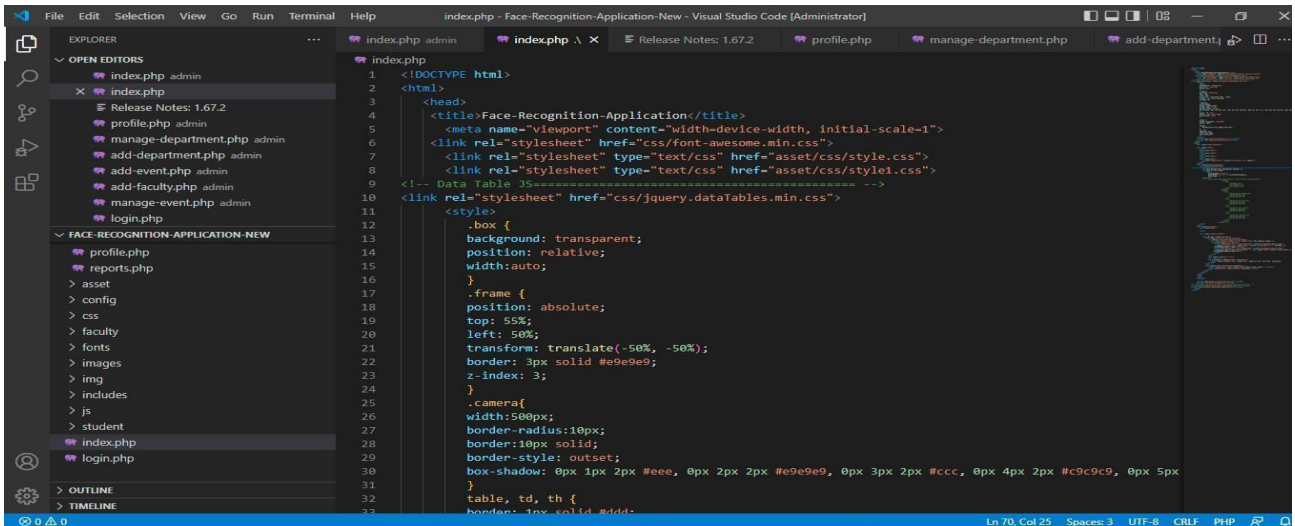 File Edit Selection View Go Run Terminal Help index.php - Face-Recognition-Application-New - Visual Studio Code [Administrator]
EXPLORER
OPEN EDITORS
index.php admin
index.php
Release Notes: 1.67.2
profile.php admin
manage-department.php admin
add-department.php admin
add-event.php admin
add-faculty.php admin
manage-event.php admin
login.php
FACE-RECOGNITION-APPLICATION-NEW
profile.php
reports.php
asset
config
css
faculty
fonts
images
img
includes
js
student
index.php
login.php
OUTLINE
TIMELINE
index.php admin index.php .\ Release Notes: 1.67.2 profile.php manage-department.php add-department.
index.php
1 <!DOCTYPE html>
2 <html>
3 <head>
4 <title>Face-Recognition-Application</title>
5 <meta name="viewport" content="width=device-width, initial-scale=1">
6 <link rel="stylesheet" href="css/font-awesome.min.css">
7 <link rel="stylesheet" type="text/css" href="asset/css/style.css">
8 <link rel="stylesheet" type="text/css" href="asset/css/style1.css">
9 <!-- Data Table JS============================================ -->
10 <link rel="stylesheet" href="css/jquery.dataTables.min.css">
11 <style>
12 .box {
13 background: transparent;
14 position: relative;
15 width:auto;
16 }
17 .frame {
18 position: absolute;
19 top: 55%;
20 left: 50%;
21 transform: translate(-50%, -50%);
22 border: 3px solid #e9e9e9;
23 z-index: 3;
24 }
25 .camera{
26 width:500px;
27 border-radius:10px;
28 border:10px solid;
29 border-style: outset;
30 box-shadow: 0px 1px 2px #eee, 0px 2px 2px #e9e9e9, 0px 3px 2px #ccc, 0px 4px 2px #c9c9c9, 0px 5px
31 }
32 table, td, th {
33 border: 1px solid #ddd;
0 0 Ln 70, Col 25 Spaces: 3 UTF-8 CRLF PHP